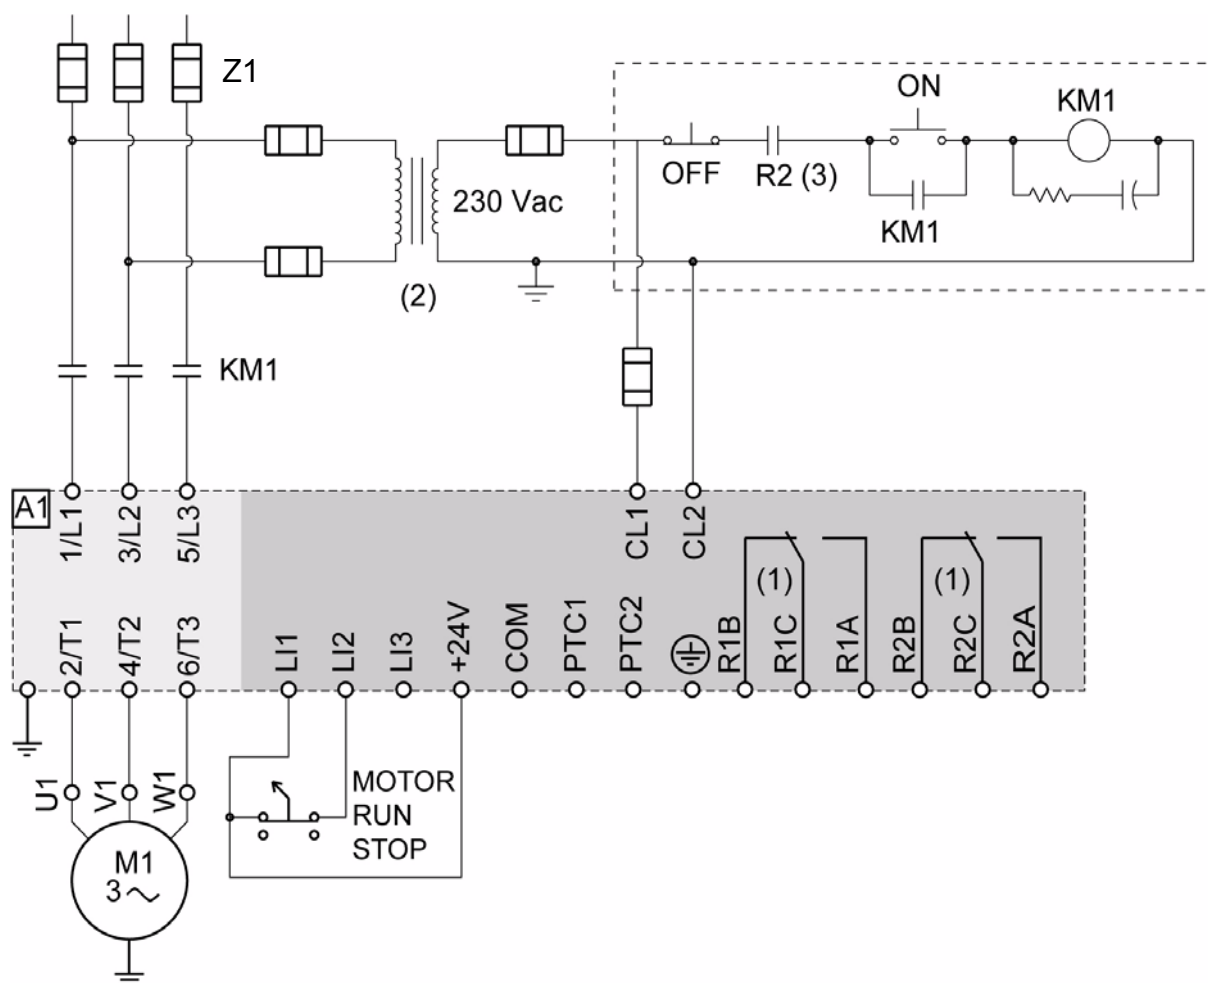 Z1
ON
KM1
OFF
R2 (3)
230 Vac
KM1
(2)
KM1
A1
1/L1
3/L2
5/L3
CL1
CL2
(1)
(1)
2/T1
4/T2
6/T3
LI1
LI2
LI3
+24V
COM
PTC1
PTC2
R1B
R1C
R1A
R2B
R2C
R2A
U1
V1
W1
MOTOR
RUN
STOP
M1
3